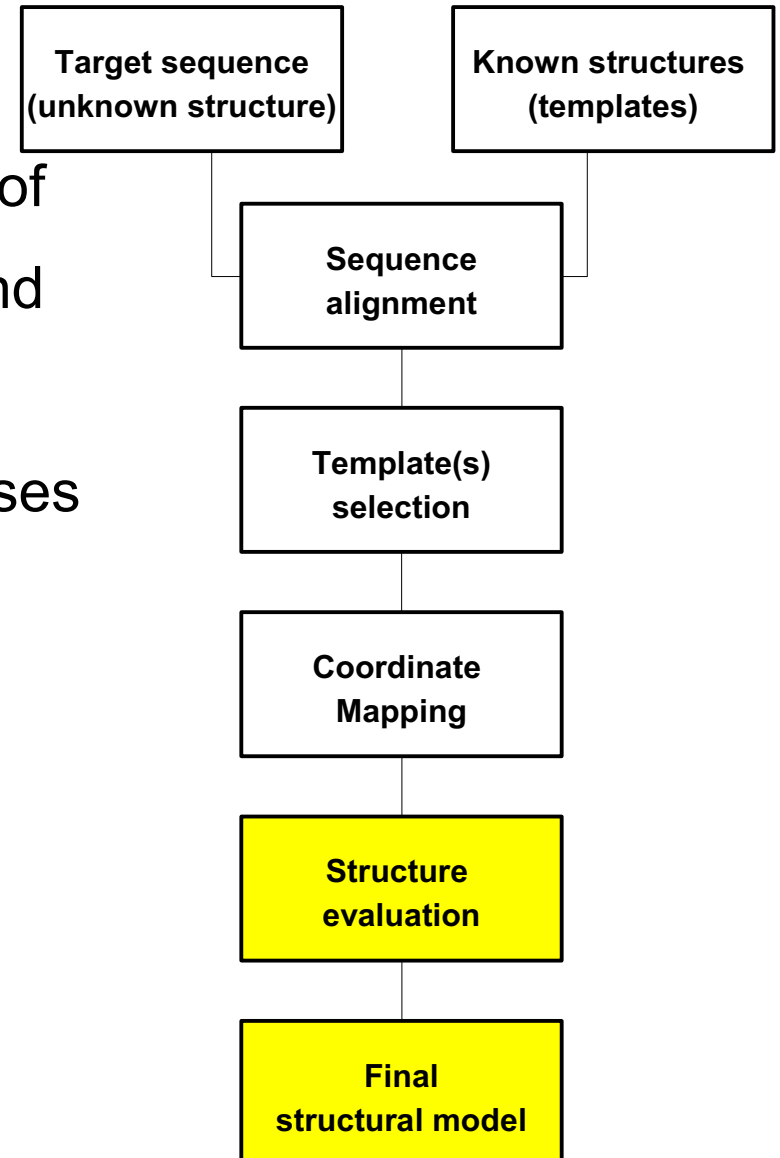 Target sequence
(unknown structure)
Known structures
(templates)
of
nd
ses
Sequence
alignment
Template(s)
selection
Coordinate
Mapping
Structure
evaluation
Final
structural model